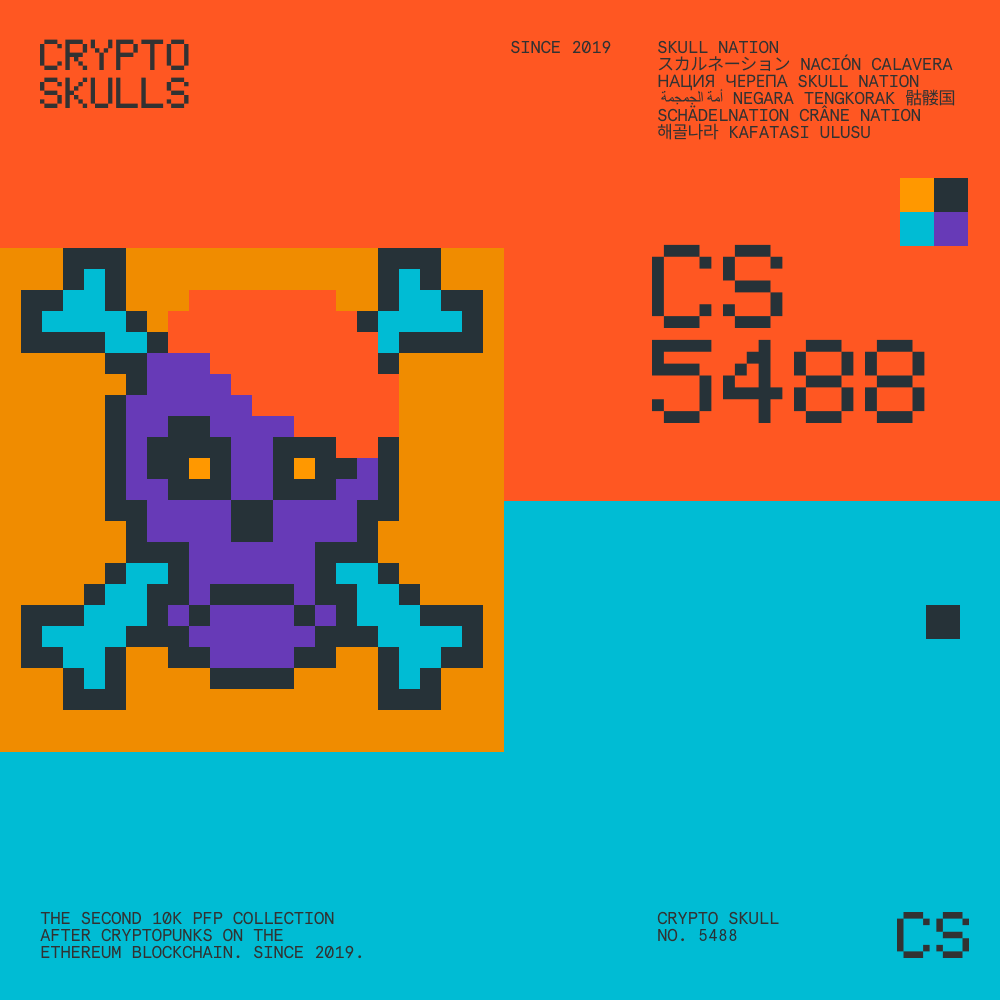 CRYPTO
SKULLS
SINCE 2019
SKULL NATION
スカルネーション NACIÓN CALAVERA
НАЦИЯ ЧЕРЕПА SKULL NATION
أمة الجمجمة NEGARA TENGKORAK 骷髅国
SCHÄDELNATION CRÂNE NATION
해골나라 KAFATASI ULUSU
CS
5488
THE SECOND 10K PFP COLLECTION
AFTER CRYPTOPUNKS ON THE
ETHEREUM BLOCKCHAIN. SINCE 2019.
CRYPTO SKULL
NO. 5488
CS